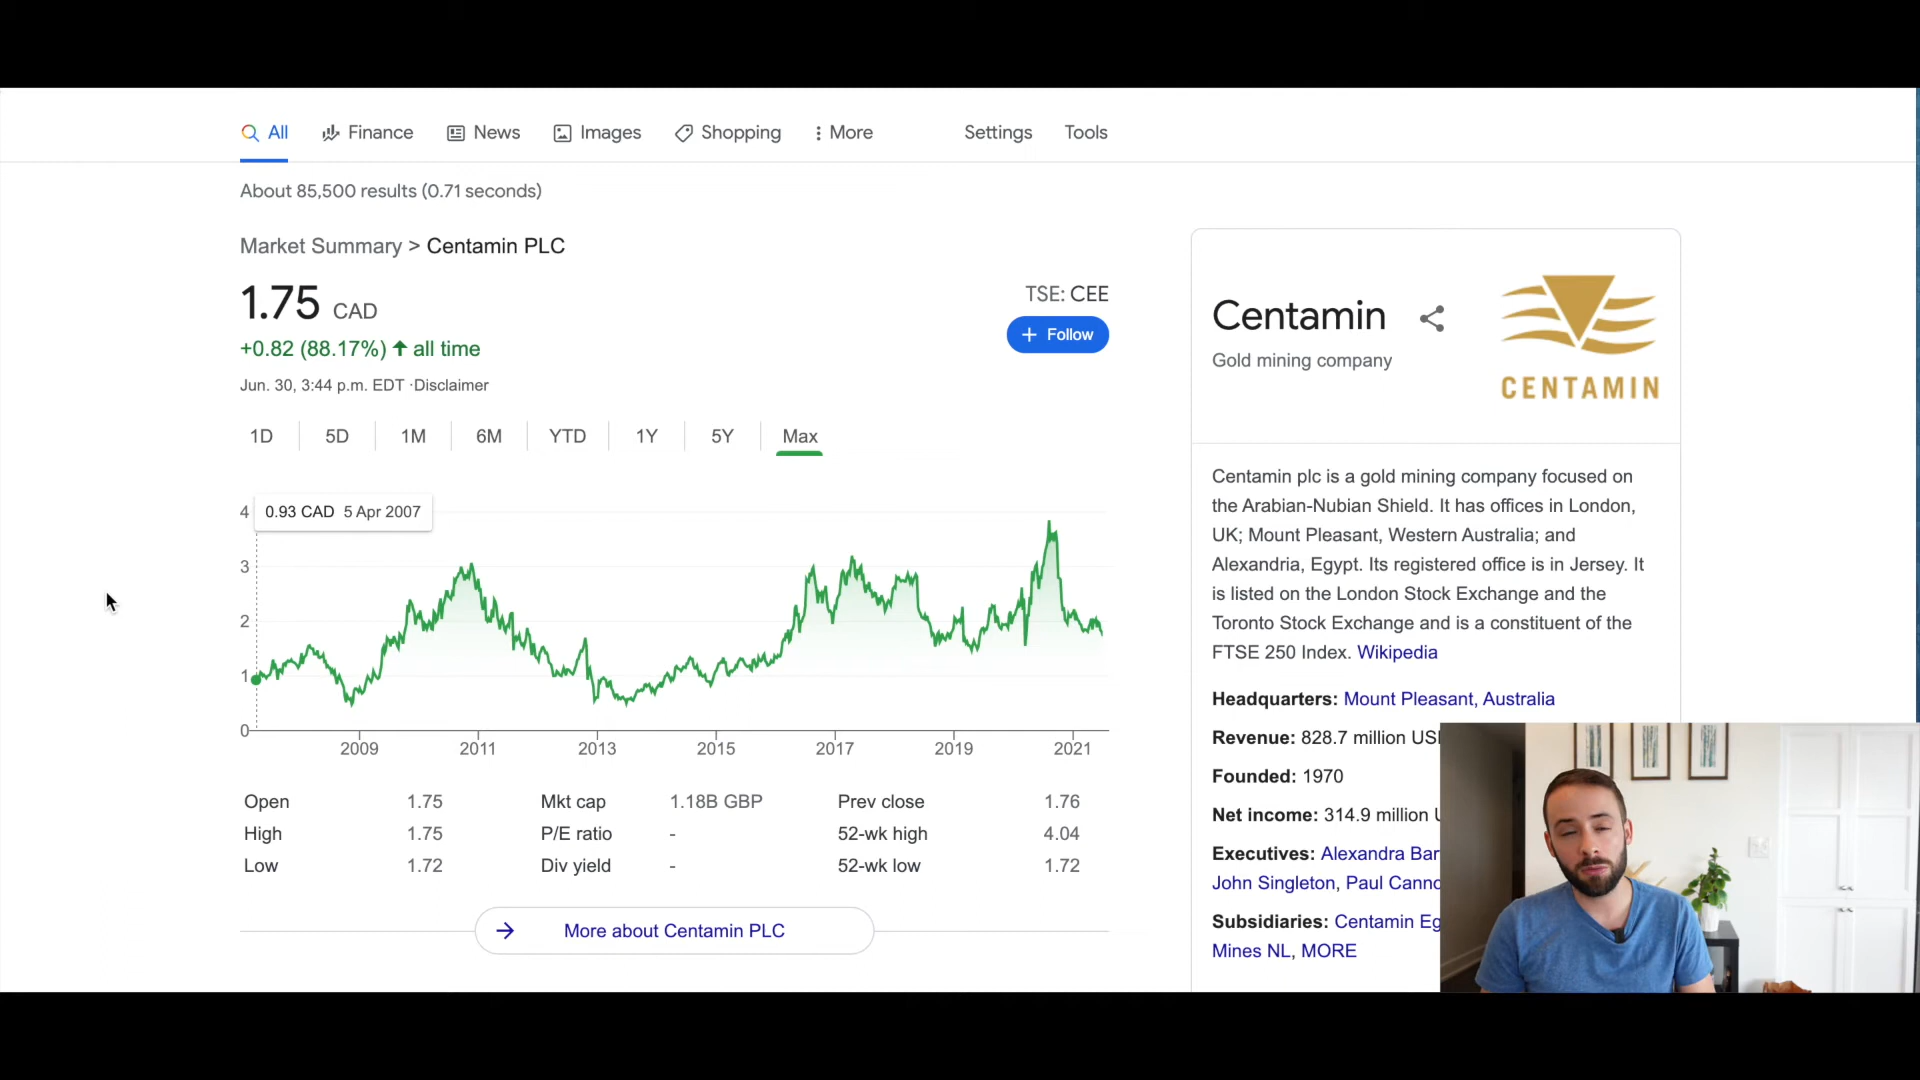 All
Finance
News
Images
Shopping
More
Settings
Tools
About 85,500 results (0.71 seconds)
Market Summary > Centamin PLC
1.75 CAD
+0.82 (88.17%) ↑ all time
Jun. 30, 3:44 p.m. EDT ·Disclaimer
TSE: CEE
+ Follow
1D
5D
1M
6M
YTD
1Y
5Y
Max
0.93 CAD 5 Apr 2007
4
3
2
1
0
2009
2011
2013
2015
2017
2019
2021
Open 1.75
High 1.75
Low 1.72
Mkt cap 1.18B GBP
P/E ratio -
Div yield -
Prev close 1.76
52-wk high 4.04
52-wk low 1.72
More about Centamin PLC
Centamin
Gold mining company
CENTAMIN
Centamin plc is a gold mining company focused on
the Arabian-Nubian Shield. It has offices in London,
UK; Mount Pleasant, Western Australia; and
Alexandria, Egypt. Its registered office is in Jersey. It
is listed on the London Stock Exchange and the
Toronto Stock Exchange and is a constituent of the
FTSE 250 Index. Wikipedia
Headquarters: Mount Pleasant, Australia
Revenue: 828.7 million
Founded: 1970
Net income: 314.9 million
Executives: Alexandra
John Singleton, Paul
Subsidiaries: Centamin
Mines NL, MORE